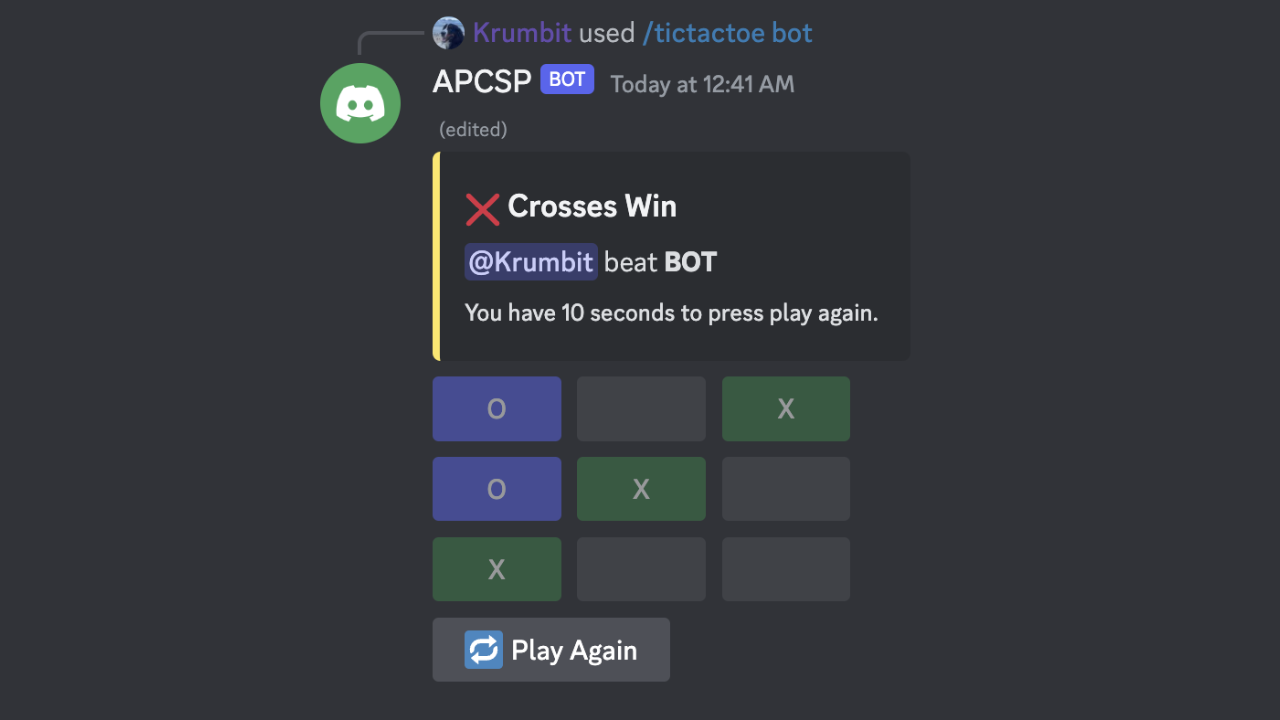 Krumbit used /tictactoe bot
APCSP BOT Today at 12:41 AM
(edited)
❌ Crosses Win
@Krumbit beat BOT
You have 10 seconds to press play again.
O X
O X
X
🔁 Play Again